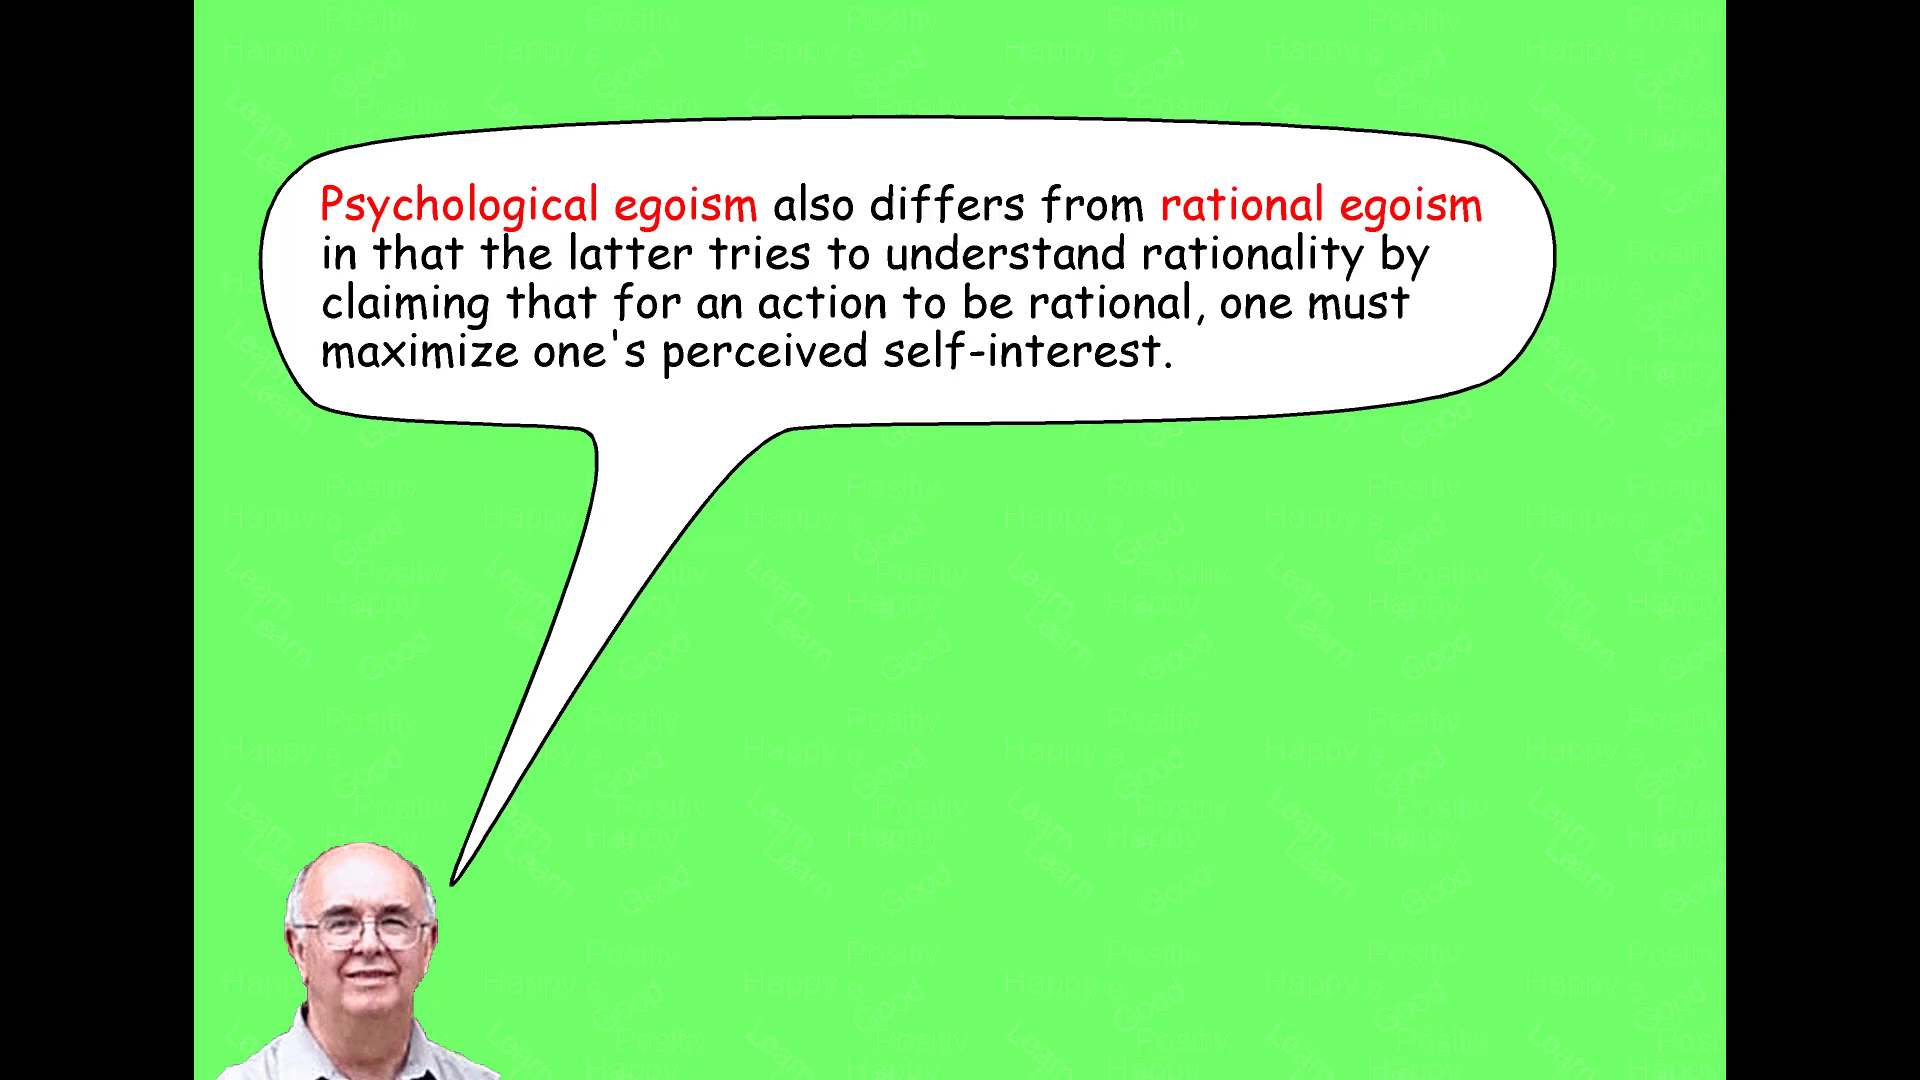 Psychological egoism also differs from rational egoism
in that the latter tries to understand rationality by
claiming that for an action to be rational, one must
maximize one's perceived self-interest.